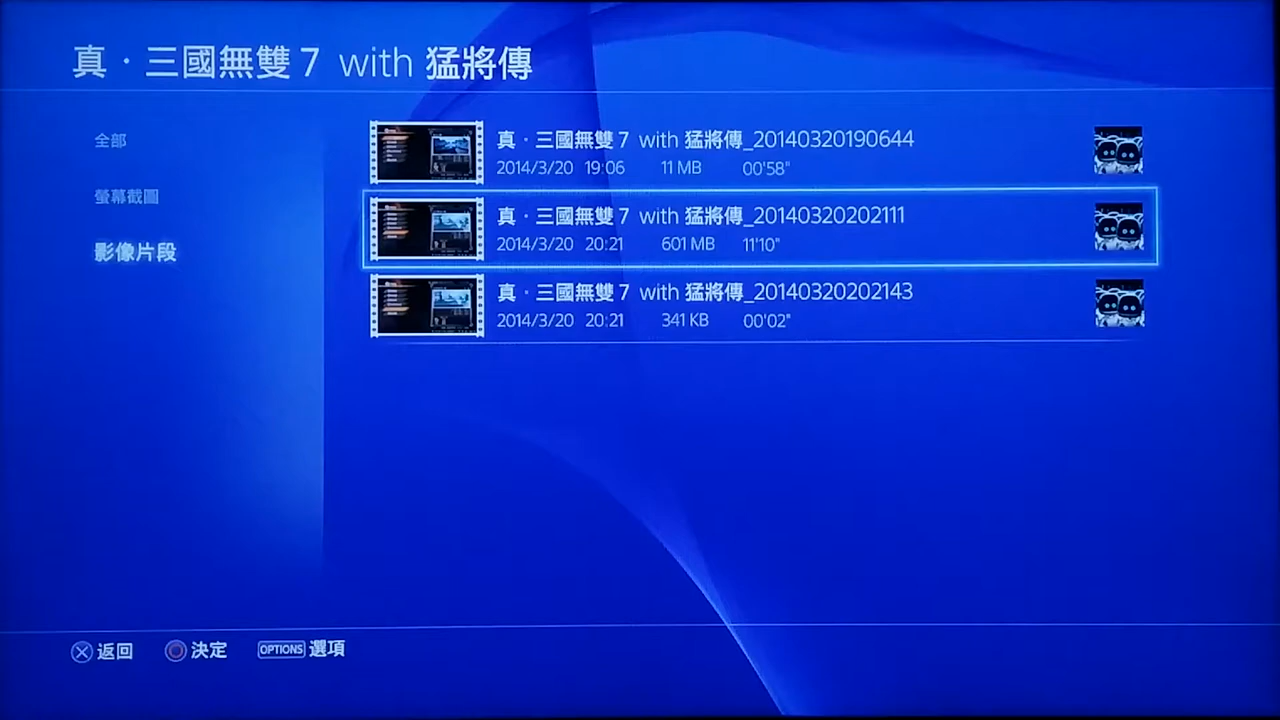 真・三國無雙7 with 猛將傳
全部
螢幕截圖
影像片段
真・三國無雙7 with 猛將傳_20140320190644
2014/3/20 19:06 11 MB 00'58"
真・三國無雙7 with 猛將傳_20140320202111
2014/3/20 20:21 601 MB 11'10"
真・三國無雙7 with 猛將傳_20140320202143
2014/3/20 20:21 341 KB 00'02"
返回 決定 OPTIONS 選項